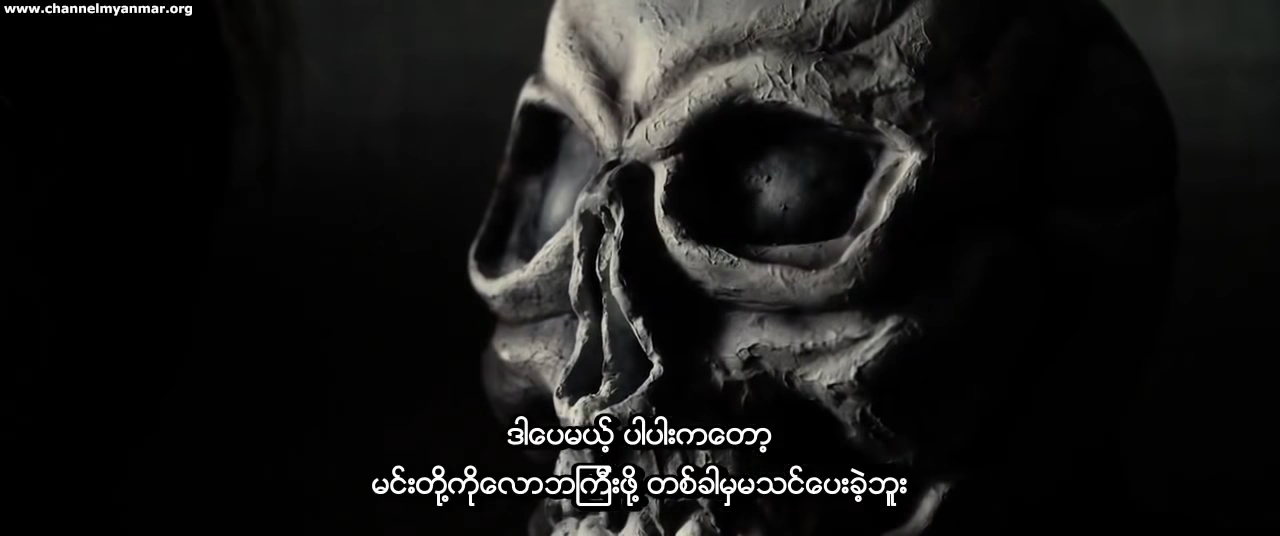 www.channelmyanmar.org
ဒါပေမယ့် ပါပါးကတော့
မင်းတို့ကိုလောဘကြီးဖို့ တစ်ခါမှမသင်ပေးခဲ့ဘူး